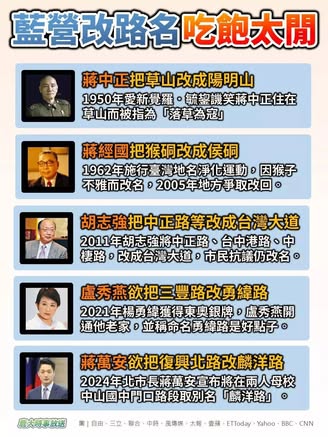 藍營改路名吃飽太閒
蔣中正把草山改成陽明山
1950年愛新覺羅·毓鋆譏笑蔣中正住在
草山而被指為「落草為寇」
蔣經國把猴硐改成侯硐
1962年施行臺灣地名淨化運動，因猴子
不雅而改名，2005年地方爭取改回。
胡志強把中正路等改成台灣大道
2011年胡志強將中正路、台中港路、中
棲路，改成台灣大道，市民抗議仍改名。
盧秀燕欲把三豐路改勇緯路
2021年楊勇緯獲得東奧銀牌，盧秀燕開
通他老家，並稱命名勇緯路是好點子。
蔣萬安欲把復興北路改麟洋路
2024年北市長蔣萬安宣布將在兩人母校
中山國中門口路段取別名「麟洋路」。
圖｜自由、三立、聯合、中時、風傳媒、太報、壹蘋、ETToday、Yahoo、BBC、CNN